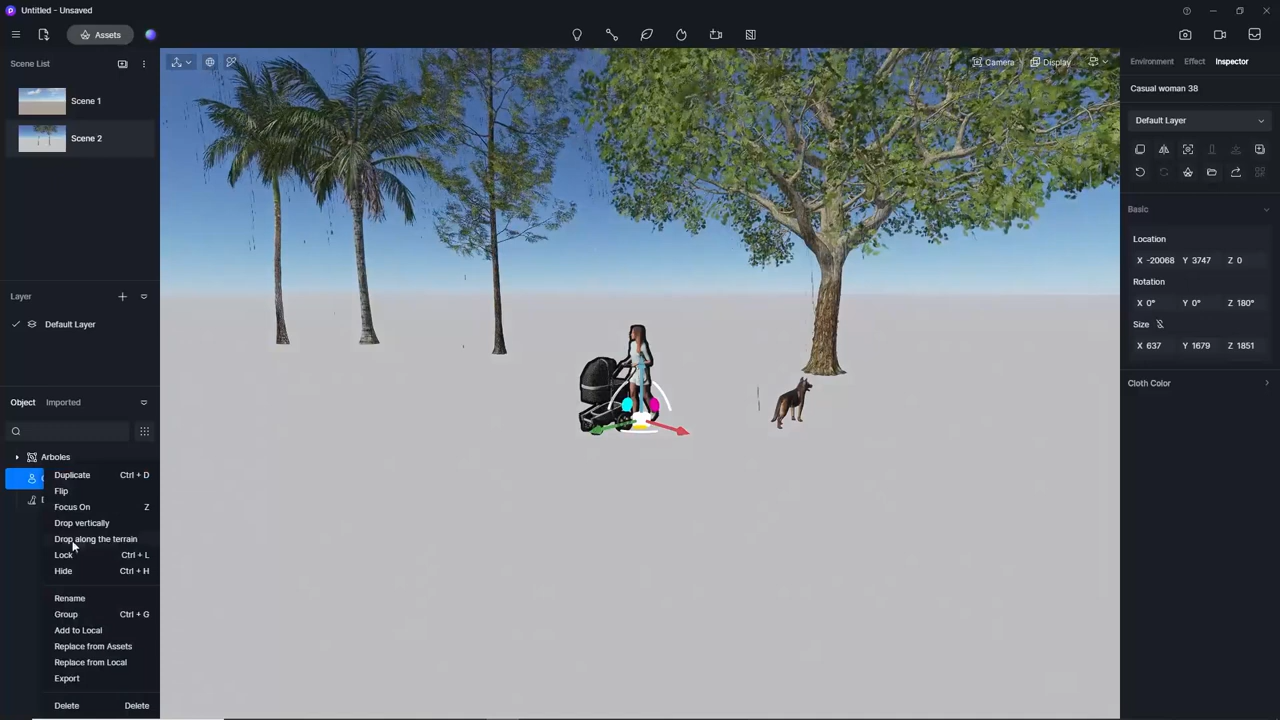 Untitled - Unsaved
Assets
Scene List
Scene 1
Scene 2
Layer
Default Layer
Object
Imported
Arboles
Duplicate Ctrl + D
Flip
Focus On Z
Drop vertically
Drop along the terrain
Lock Ctrl + L
Hide Ctrl + H
Rename
Group Ctrl + G
Add to Local
Replace from Assets
Replace from Local
Export
Delete Delete
Camera
Display
Environment Effect Inspector
Casual woman 38
Default Layer
Basic
Location
X -20068 Y 3747 Z 0
Rotation
X 0° Y 0° Z 180°
Size
X 637 Y 1679 Z 1851
Cloth Color